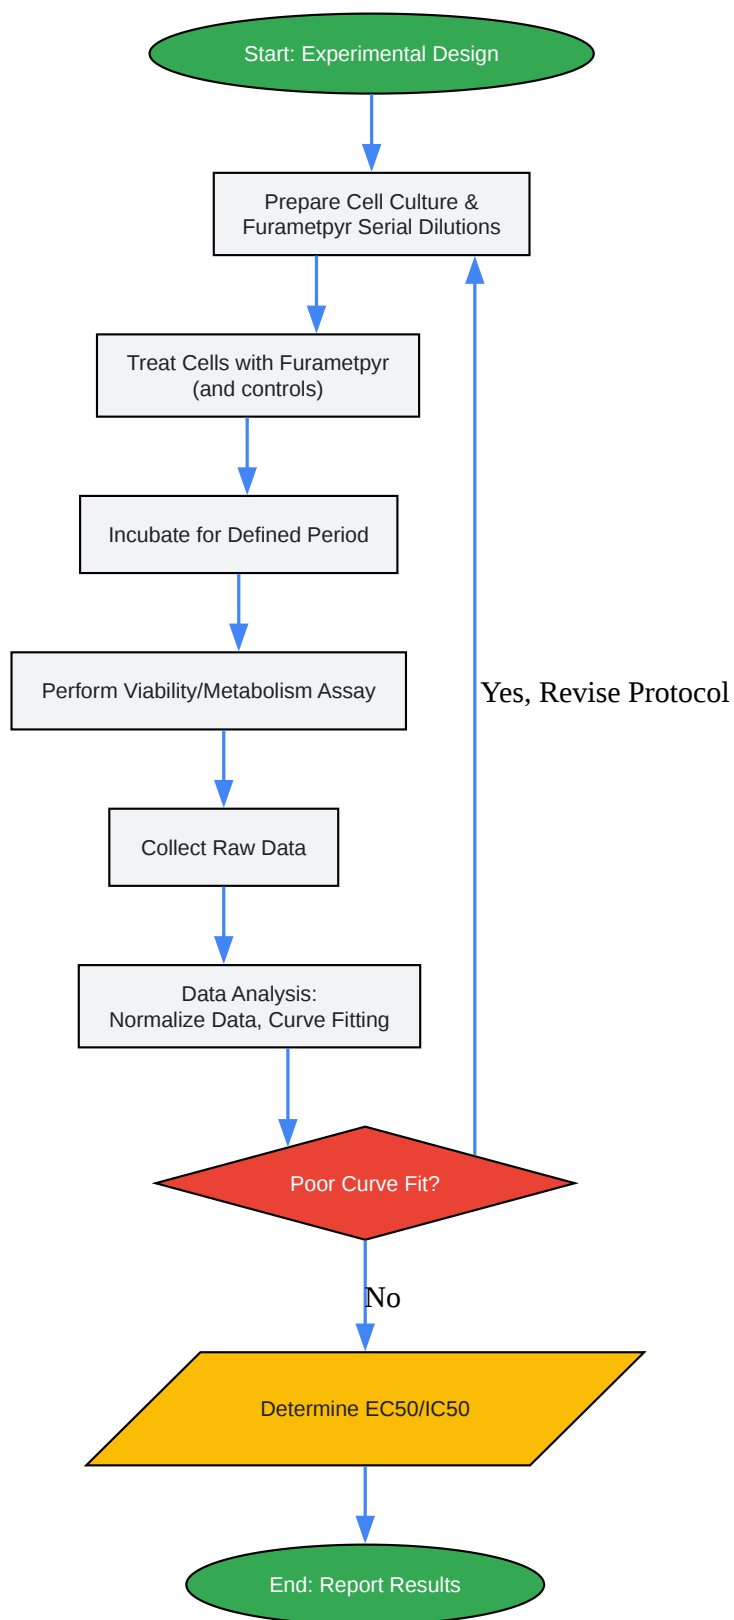 Start: Experimental Design
Prepare Cell Culture &
Furametpyr Serial Dilutions
Treat Cells with Furametpyr
(and controls)
Incubate for Defined Period
Perform Viability/Metabolism Assay
Yes, Revise Protocol
Collect Raw Data
Data Analysis:
Normalize Data, Curve Fitting
Poor Curve Fit?
No
Determine EC50/IC50
End: Report Results